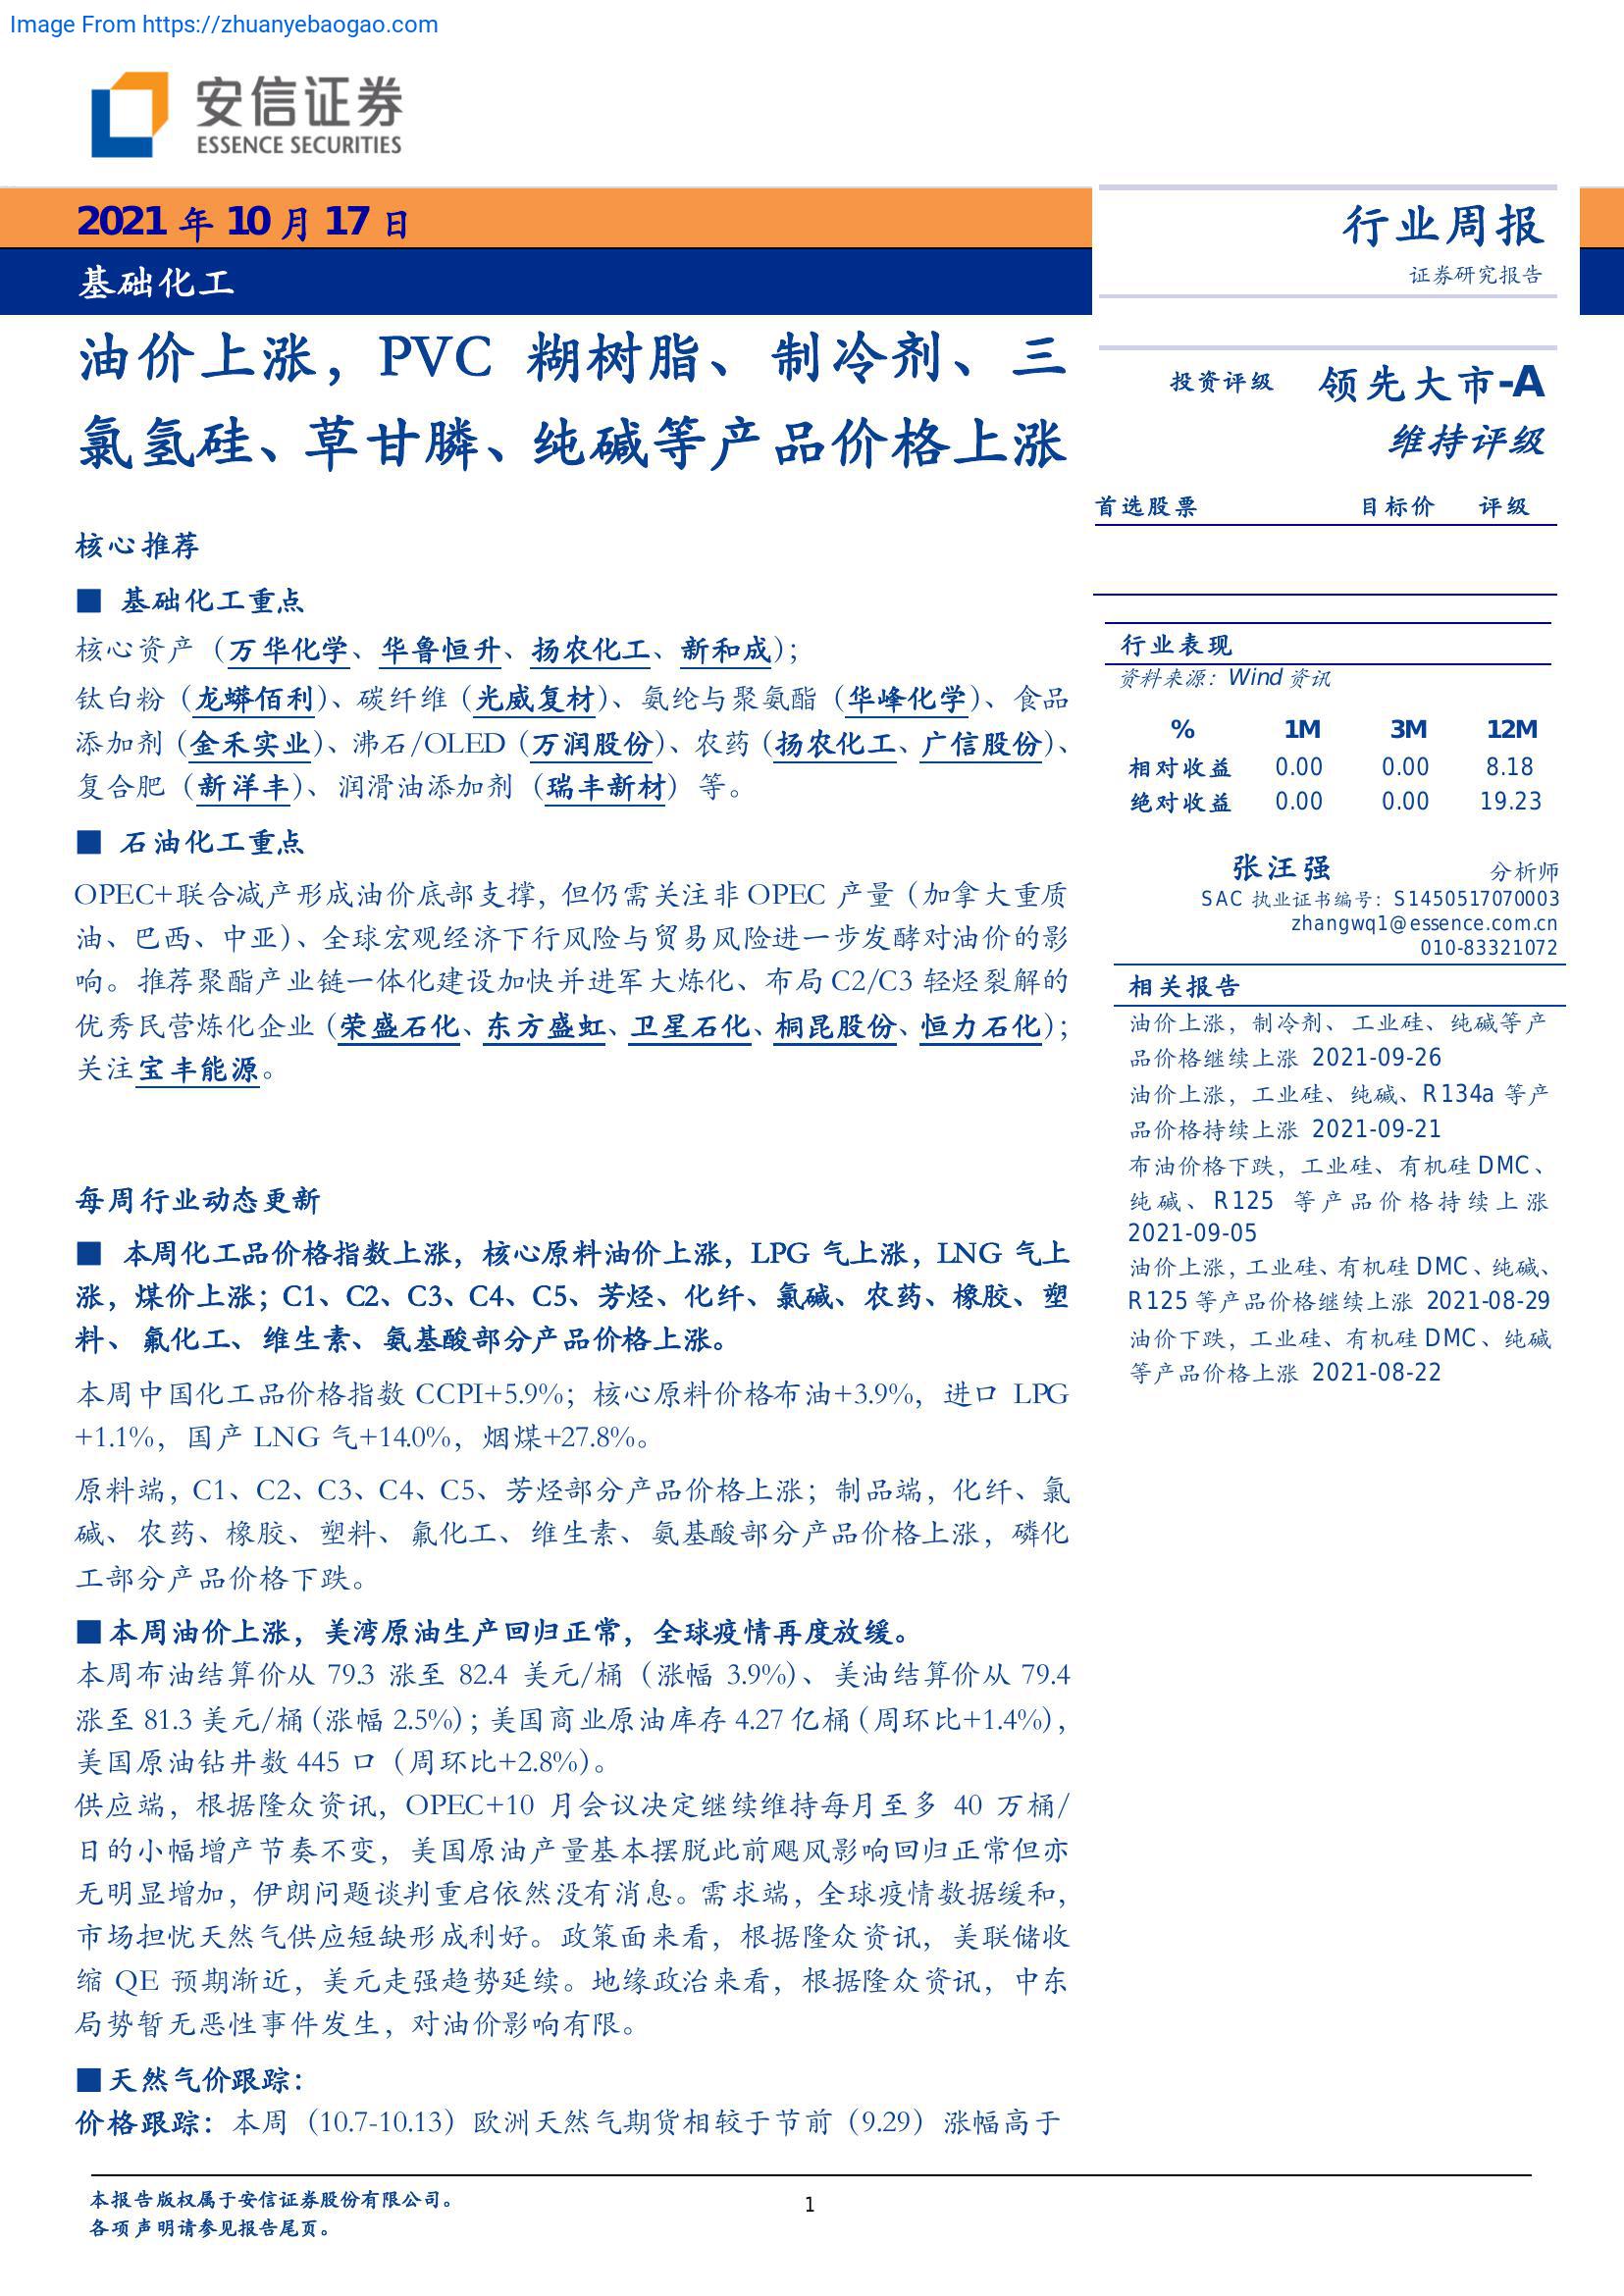 Image From https://zhuanyebaogao.com
安信证券
ESSENCE SECURITIES
2021 年 10 月 17 日
基础化工
行业周报
证券研究报告
油价上涨，PVC 糊树脂、制冷剂、三
氯氢硅、草甘膦、纯碱等产品价格上涨
核心推荐
■ 基础化工重点
核心资产（万华化学、华鲁恒升、扬农化工、新和成）；
钛白粉（龙蟒佰利）、碳纤维（光威复材）、氨纶与聚氨酯（华峰化学）、食品
添加剂（金禾实业）、沸石/OLED（万润股份）、农药（扬农化工、广信股份）、
复合肥（新洋丰）、润滑油添加剂（瑞丰新材）等。
■ 石油化工重点
OPEC+联合减产形成油价底部支撑，但仍需关注非 OPEC 产量（加拿大重质
油、巴西、中亚）、全球宏观经济下行风险与贸易风险进一步发酵对油价的影
响。推荐聚酯产业链一体化建设加快并进军大炼化、布局 C2/C3 轻烃裂解的
优秀民营炼化企业（荣盛石化、东方盛虹、卫星石化、桐昆股份、恒力石化）；
关注宝丰能源。
每周行业动态更新
■ 本周化工品价格指数上涨，核心原料油价上涨，LPG 气上涨，LNG 气上
涨，煤价上涨；C1、C2、C3、C4、C5、芳烃、化纤、氯碱、农药、橡胶、塑
料、氟化工、维生素、氨基酸部分产品价格上涨。
本周中国化工品价格指数 CCPI+5.9%；核心原料价格布油+3.9%，进口 LPG
+1.1%，国产 LNG 气+14.0%，烟煤+27.8%。
原料端，C1、C2、C3、C4、C5、芳烃部分产品价格上涨；制品端，化纤、氯
碱、农药、橡胶、塑料、氟化工、维生素、氨基酸部分产品价格上涨，磷化
工部分产品价格下跌。
■本周油价上涨，美湾原油生产回归正常，全球疫情再度放缓。
本周布油结算价从 79.3 涨至 82.4 美元/桶（涨幅 3.9%）、美油结算价从 79.4
涨至 81.3 美元/桶（涨幅 2.5%）；美国商业原油库存 4.27 亿桶（周环比+1.4%），
美国原油钻井数 445 口（周环比+2.8%）。
供应端，根据隆众资讯，OPEC+10 月会议决定继续维持每月至多 40 万桶/
日的小幅增产节奏不变，美国原油产量基本摆脱此前飓风影响回归正常但亦
无明显增加，伊朗问题谈判重启依然没有消息。需求端，全球疫情数据缓和，
市场担忧天然气供应短缺形成利好。政策面来看，根据隆众资讯，美联储收
缩 QE 预期渐近，美元走强趋势延续。地缘政治来看，根据隆众资讯，中东
局势暂无恶性事件发生，对油价影响有限。
■天然气价跟踪：
价格跟踪：本周（10.7-10.13）欧洲天然气期货相较于节前（9.29）涨幅高于
投资评级 领先大市-A
维持评级
首选股票 目标价 评级
行业表现
资料来源：Wind 资讯
% 1M 3M 12M
相对收益 0.00 0.00 8.18
绝对收益 0.00 0.00 19.23
张汪强 分析师
SAC 执业证书编号：S1450517070003
zhangwq1@essence.com.cn
010-83321072
相关报告
油价上涨，制冷剂、工业硅、纯碱等产
品价格继续上涨 2021-09-26
油价上涨，工业硅、纯碱、R134a 等产
品价格持续上涨 2021-09-21
布油价格下跌，工业硅、有机硅 DMC、
纯碱、R125 等产品价格持续上涨
2021-09-05
油价上涨，工业硅、有机硅 DMC、纯碱、
R125 等产品价格继续上涨 2021-08-29
油价下跌，工业硅、有机硅 DMC、纯碱
等产品价格上涨 2021-08-22
本报告版权属于安信证券股份有限公司。
各项声明请参见报告尾页。
1